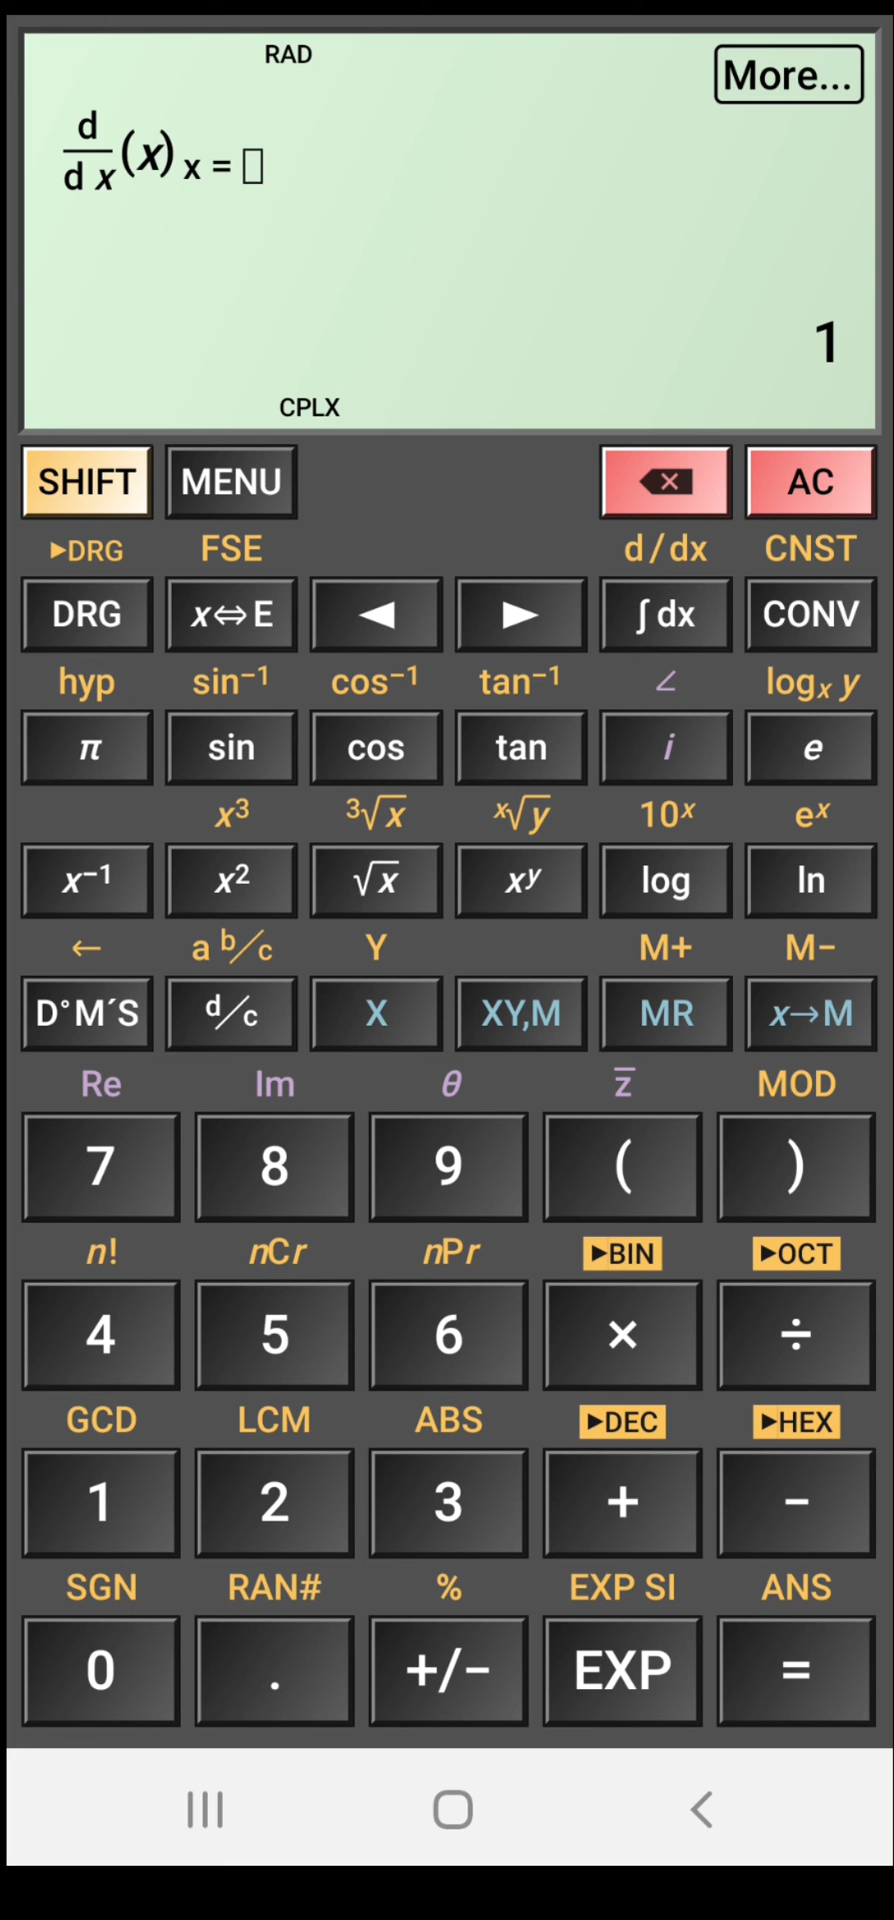 RAD
More...
d
d x (x) x = ▯
1
CPLX
SHIFT MENU ⌫ AC
▶DRG FSE d/dx CNST
DRG x⇔E ◀ ▶ ∫dx CONV
hyp sin⁻¹ cos⁻¹ tan⁻¹ ∠ logₓ y
π sin cos tan i e
x³ ³√x ˣ√y 10ˣ eˣ
x⁻¹ x² √x xʸ log ln
← a b/c Y M+ M−
D°M´S d/c X XY,M MR x→M
Re Im θ z̅ MOD
7 8 9 ( )
n! nCr nPr ▶BIN ▶OCT
4 5 6 × ÷
GCD LCM ABS ▶DEC ▶HEX
1 2 3 + −
SGN RAN# % EXP SI ANS
0 . +/− EXP =